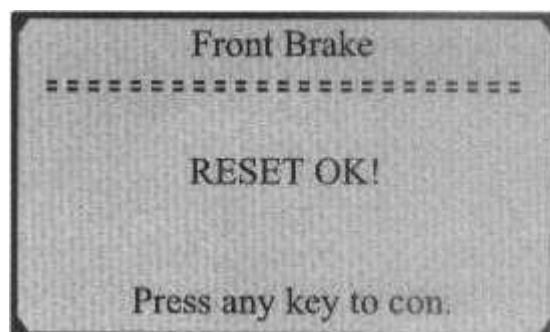 Front Brake
========================
RESET OK!
Press any key to con.